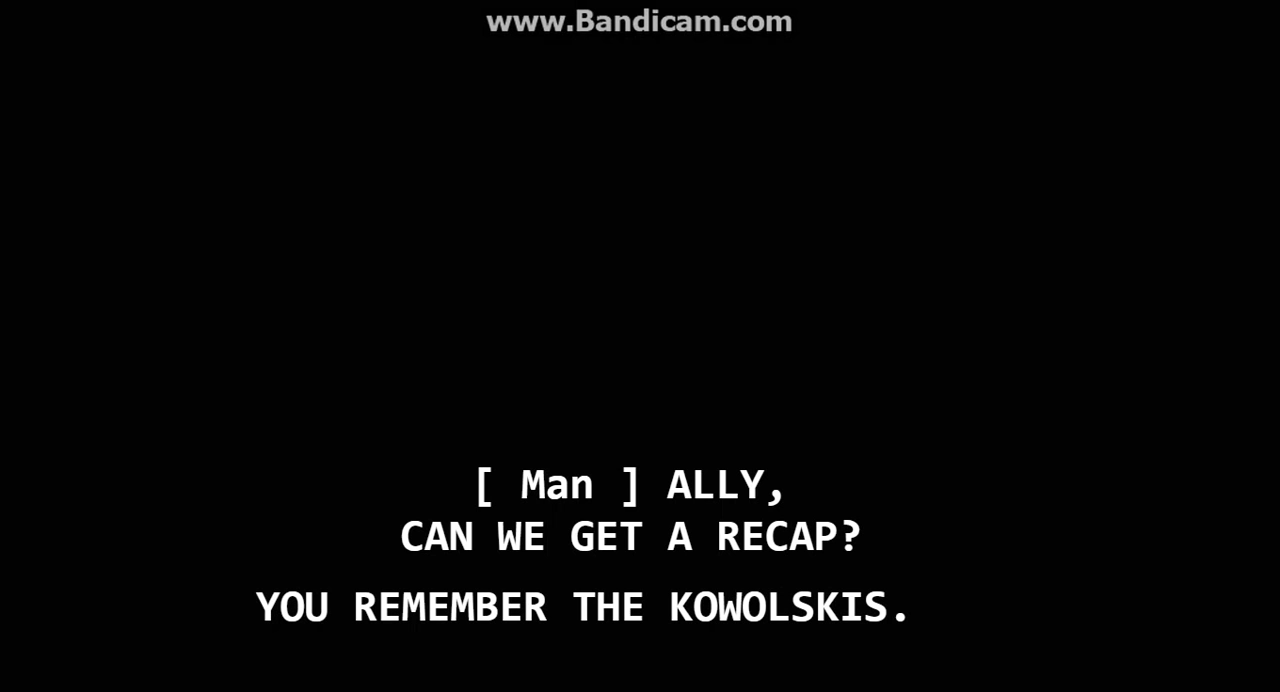 www.Bandicam.com
[ Man ] ALLY,
CAN WE GET A RECAP?
YOU REMEMBER THE KOWOLSKIS.